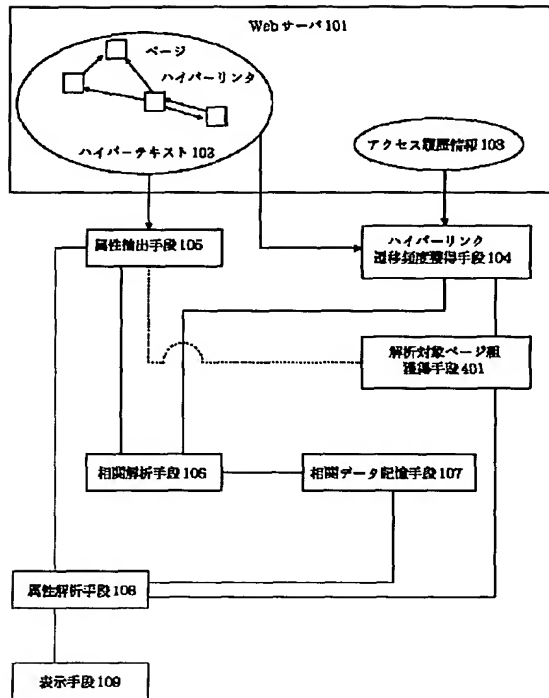 Webサーバ101
ページ
ハイパーリンク
ハイパーテキスト102
アクセス履歴情報103
属性抽出手段105
ハイパーリンク
遷移頻度獲得手段104
解析対象ページ組
獲得手段401
相関解析手段106
相関データ記憶手段107
属性解析手段108
表示手段109